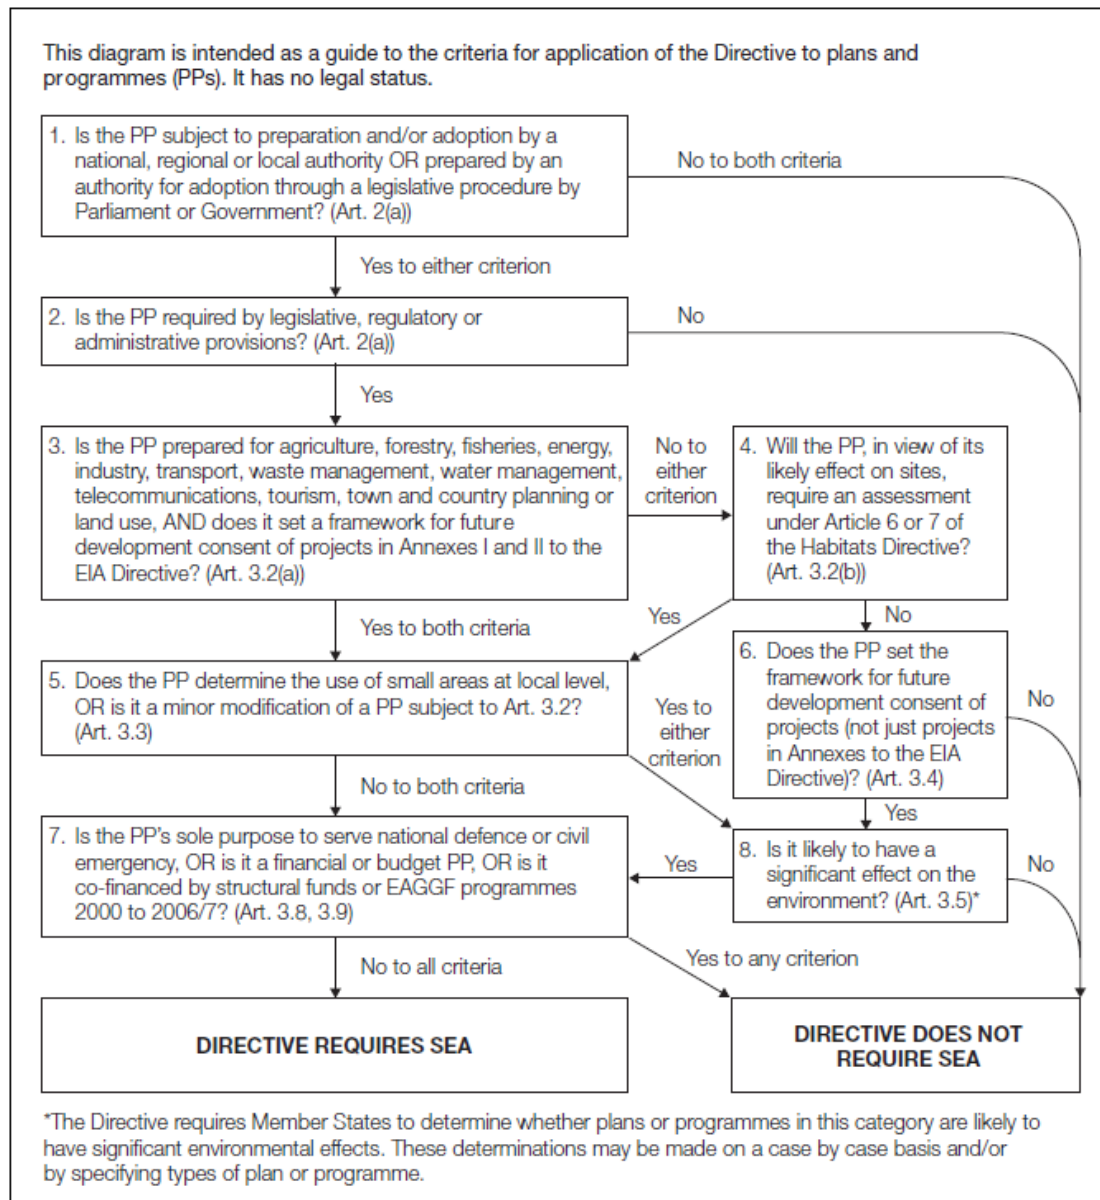 This diagram is intended as a guide to the criteria for application of the Directive to plans and
programmes (PPs). It has no legal status.
1. Is the PP subject to preparation and/or adoption by a
national, regional or local authority OR prepared by an
authority for adoption through a legislative procedure by
Parliament or Government? (Art. 2(a))
No to both criteria
Yes to either criterion
2. Is the PP required by legislative, regulatory or
administrative provisions? (Art. 2(a))
No
Yes
3. Is the PP prepared for agriculture, forestry, fisheries, energy,
industry, transport, waste management, water management,
telecommunications, tourism, town and country planning or
land use, AND does it set a framework for future
development consent of projects in Annexes I and II to the
EIA Directive? (Art. 3.2(a))
No to
either
criterion
4. Will the PP, in view of its
likely effect on sites,
require an assessment
under Article 6 or 7 of
the Habitats Directive?
(Art. 3.2(b))
Yes to both criteria
Yes
No
5. Does the PP determine the use of small areas at local level,
OR is it a minor modification of a PP subject to Art. 3.2?
(Art. 3.3)
Yes to
either
criterion
6. Does the PP set the
framework for future
development consent of
projects (not just projects
in Annexes to the EIA
Directive)? (Art. 3.4)
No
No to both criteria
Yes
7. Is the PP's sole purpose to serve national defence or civil
emergency, OR is it a financial or budget PP, OR is it
co-financed by structural funds or EAGGF programmes
2000 to 2006/7? (Art. 3.8, 3.9)
Yes
8. Is it likely to have a
significant effect on the
environment? (Art. 3.5)*
No
No to all criteria
Yes to any criterion
DIRECTIVE REQUIRES SEA
DIRECTIVE DOES NOT
REQUIRE SEA
*The Directive requires Member States to determine whether plans or programmes in this category are likely to
have significant environmental effects. These determinations may be made on a case by case basis and/or
by specifying types of plan or programme.